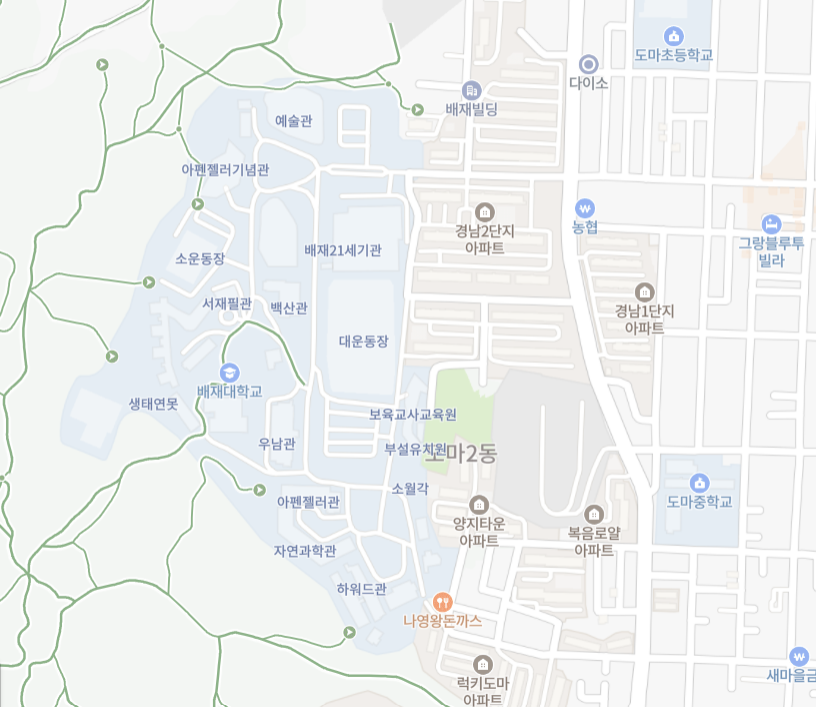 도마초등학교
다이소
배재빌딩
예술관
아펜젤러기념관
경남2단지
아파트
농협
그랑블루투
빌라
배재21세기관
소운동장
서재필관
백산관
경남1단지
아파트
대운동장
배재대학교
생태연못
보육교사교육원
우남관
부설유치원
도마2동
소월각
도마중학교
아펜젤러관
양지타운
아파트
복음로얄
아파트
자연과학관
하워드관
나영왕돈까스
럭키도마
아파트
새마을금